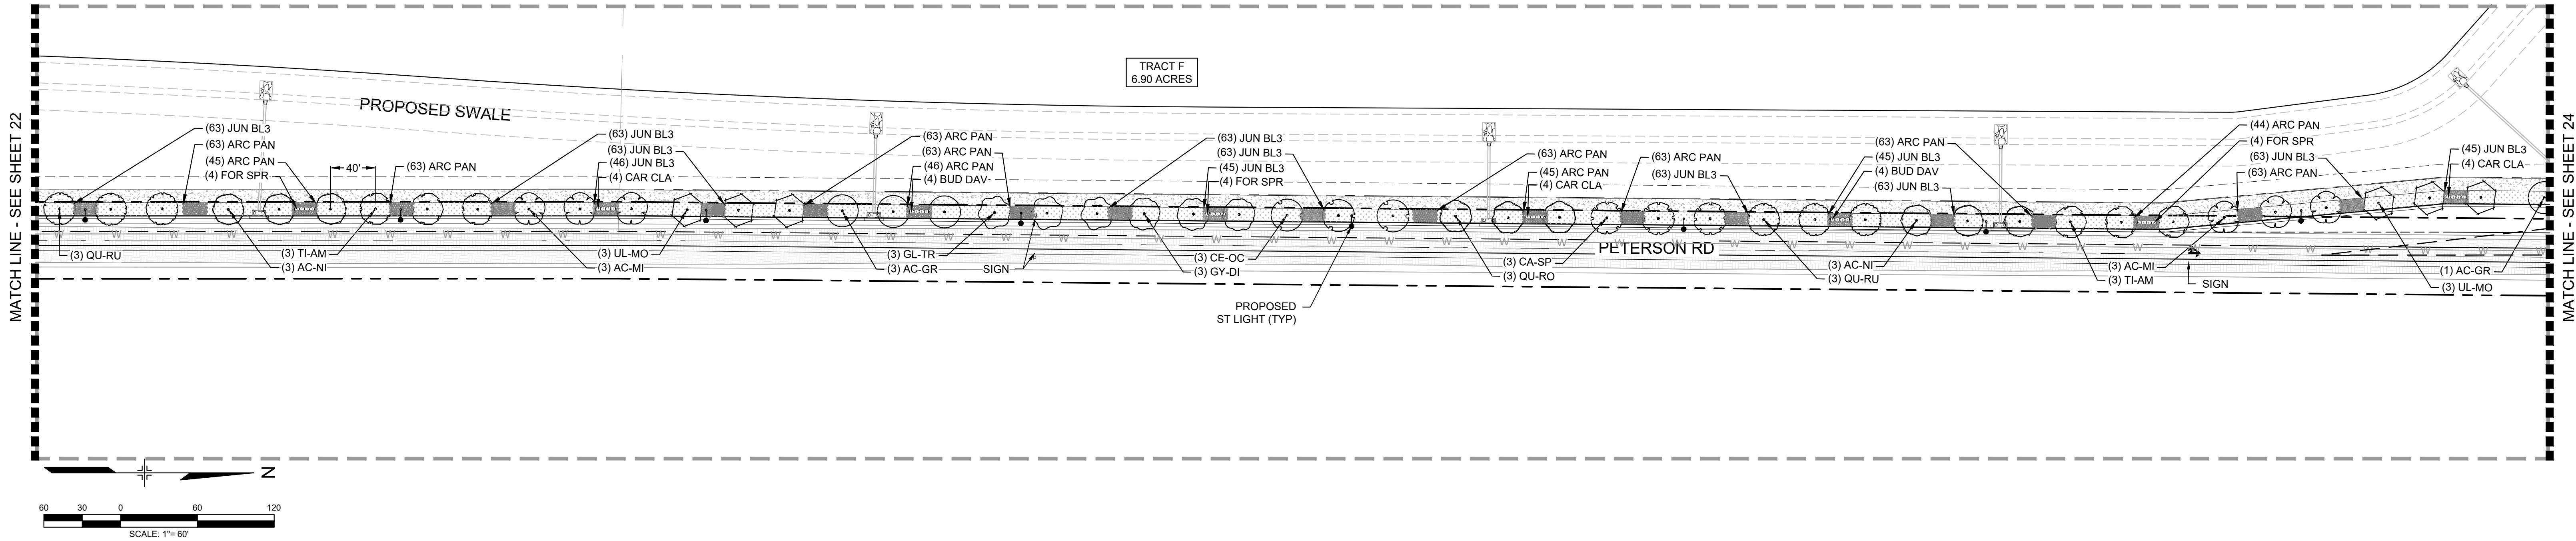 MATCH LINE - SEE SHEET 22
TRACT F
6.90 ACRES
PROPOSED SWALE
(63) JUN BL3
(63) ARC PAN
(45) ARC PAN
(4) FOR SPR
40'
(63) ARC PAN
(63) JUN BL3
(63) JUN BL3
(46) JUN BL3
(4) CAR CLA
(63) ARC PAN
(63) ARC PAN
(46) ARC PAN
(4) BUD DAV
(63) JUN BL3
(63) JUN BL3
(45) JUN BL3
(4) FOR SPR
(63) ARC PAN
(45) ARC PAN
(4) CAR CLA
(63) ARC PAN
(63) JUN BL3
(63) ARC PAN
(45) JUN BL3
(4) BUD DAV
(63) JUN BL3
(44) ARC PAN
(4) FOR SPR
(63) JUN BL3
(63) ARC PAN
(45) JUN BL3
(4) CAR CLA
W W W W W W W W W W W W W W W W W W W W
PETERSON RD
(3) QU-RU
(3) TI-AM
(3) AC-NI
(3) UL-MO
(3) AC-MI
(3) GL-TR
(3) AC-GR
SIGN
(3) CE-OC
(3) GY-DI
(3) CA-SP
(3) QU-RO
(3) AC-NI
(3) QU-RU
(3) AC-MI
(3) TI-AM
SIGN
(1) AC-GR
(3) UL-MO
PROPOSED
ST LIGHT (TYP)
MATCH LINE - SEE SHEET 24
N
60 30 0 60 120
SCALE: 1"= 60'